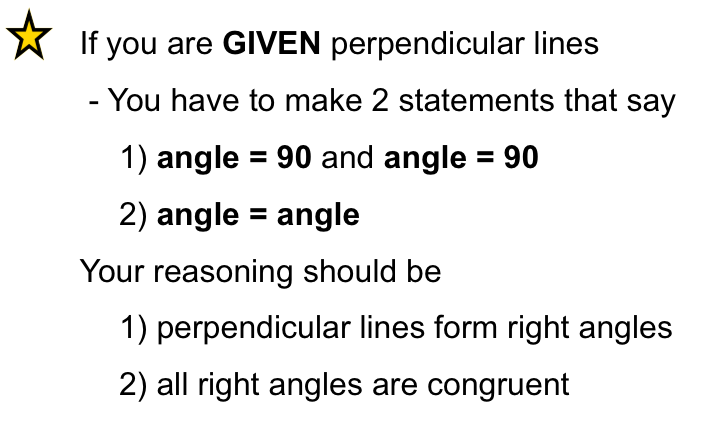 If you are GIVEN perpendicular lines
- You have to make 2 statements that say
1) angle = 90 and angle = 90
2) angle = angle
Your reasoning should be
1) perpendicular lines form right angles
2) all right angles are congruent